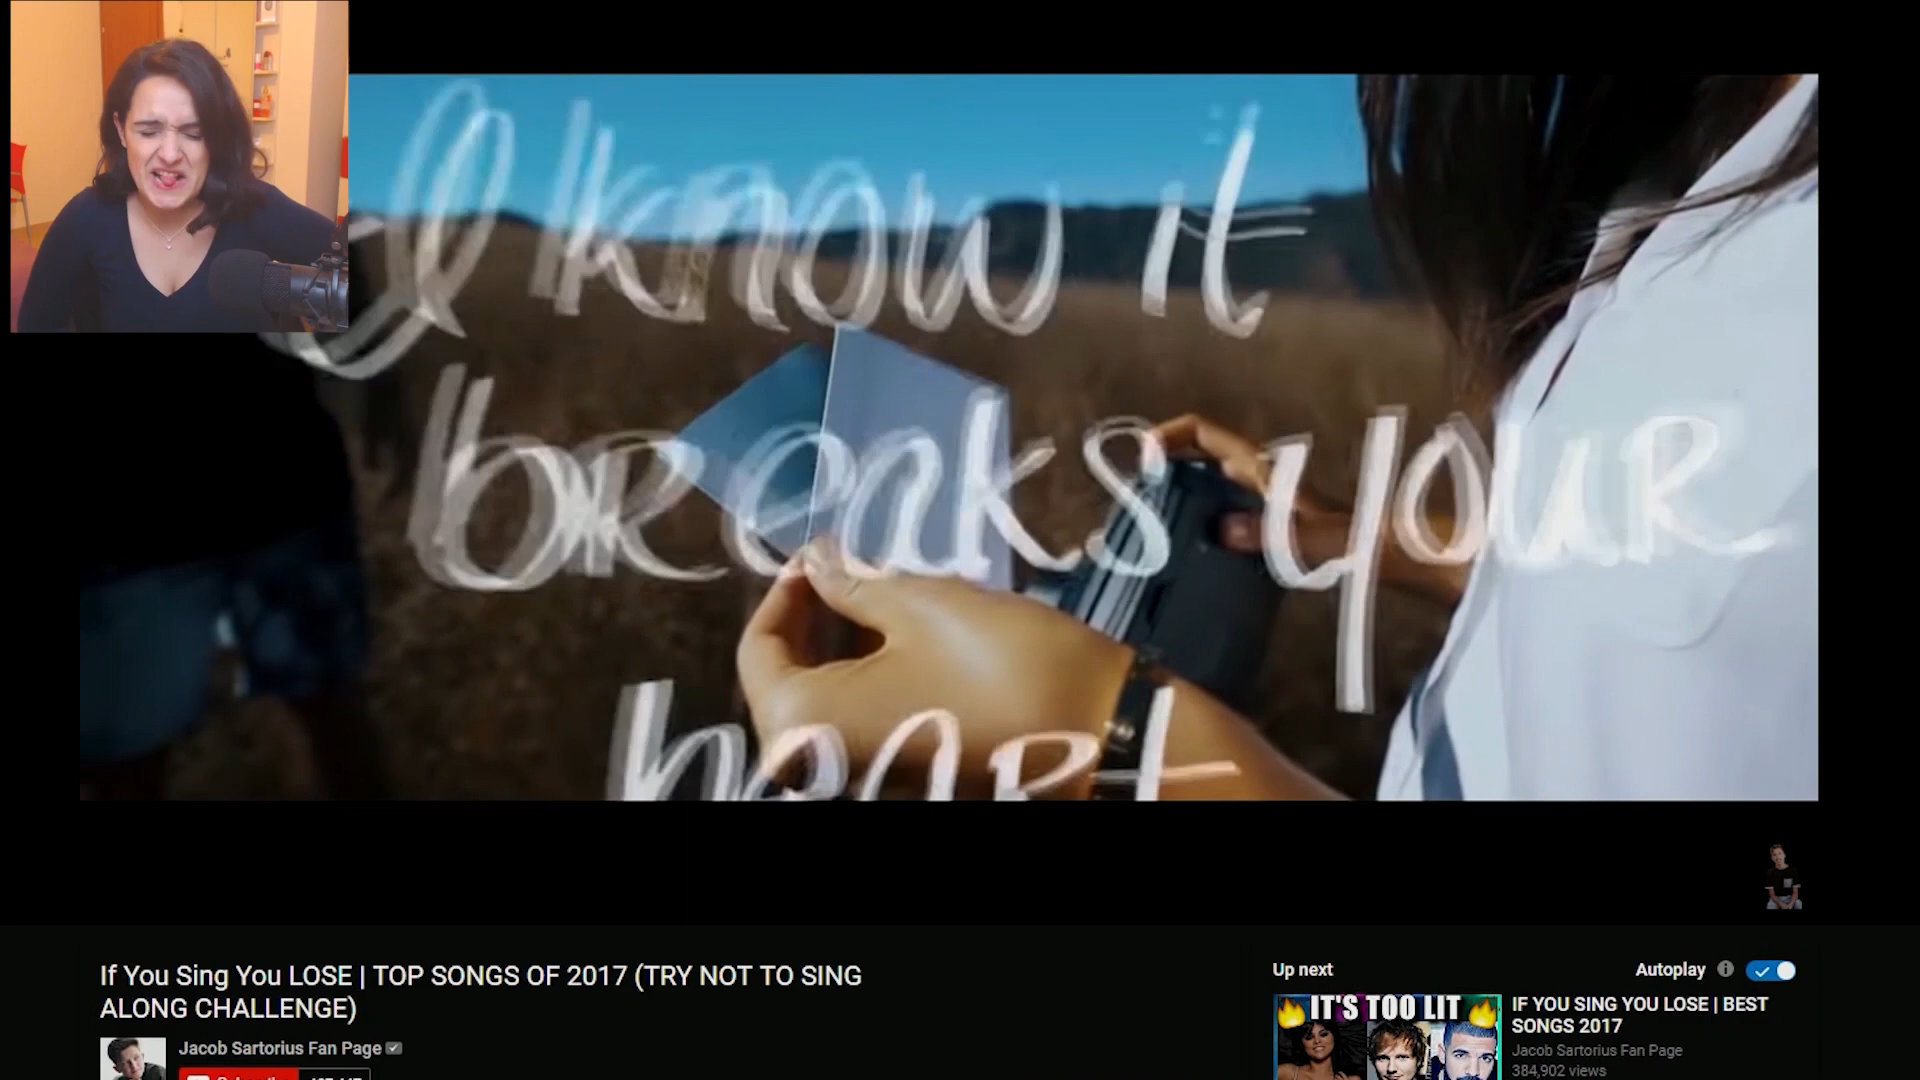 I know it
breaks your
heart
If You Sing You LOSE | TOP SONGS OF 2017 (TRY NOT TO SING
ALONG CHALLENGE)
Jacob Sartorius Fan Page
Up next
Autoplay
IT'S TOO LIT
IF YOU SING YOU LOSE | BEST
SONGS 2017
Jacob Sartorius Fan Page
384,902 views